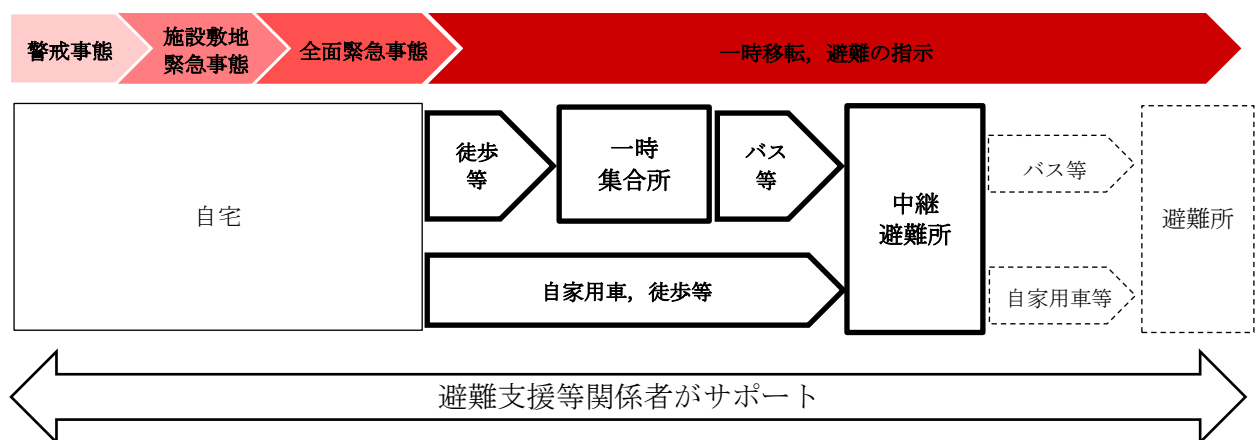 警戒事態
施設敷地
緊急事態
全面緊急事態
一時移転，避難の指示
自宅
徒歩
等
一時
集合所
バス
等
自家用車，徒歩等
中継
避難所
バス等
自家用車等
避難所
避難支援等関係者がサポート